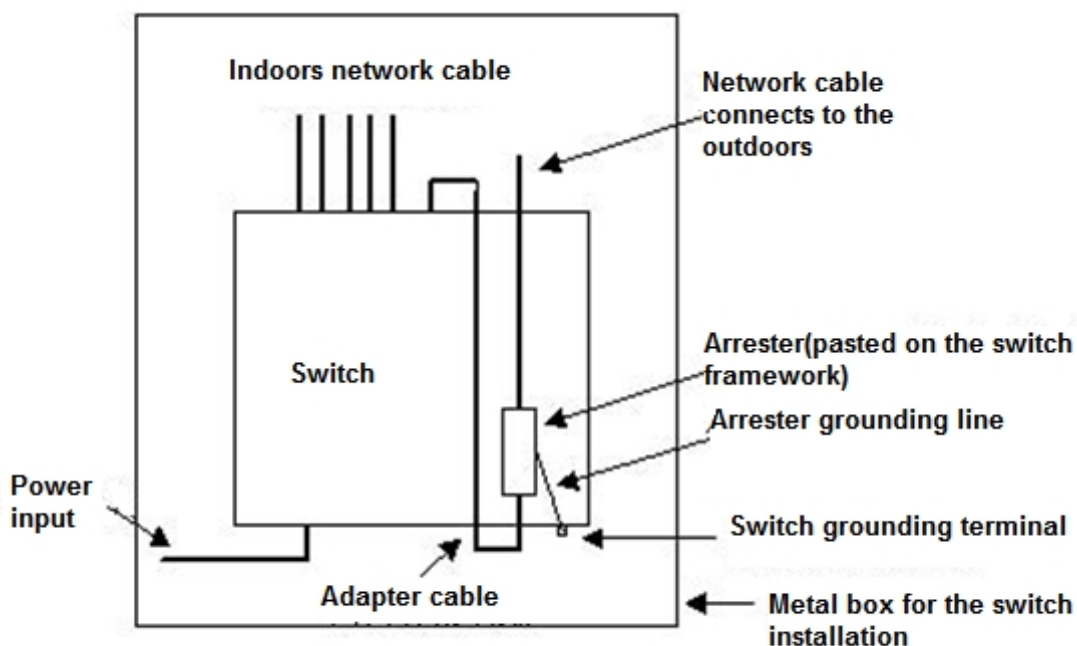 Indoors network cable
Network cable
connects to the
outdoors
Arrester(pasted on the switch
framework)
Switch
Arrester grounding line
Power
input
Switch grounding terminal
Adapter cable
Metal box for the switch
installation